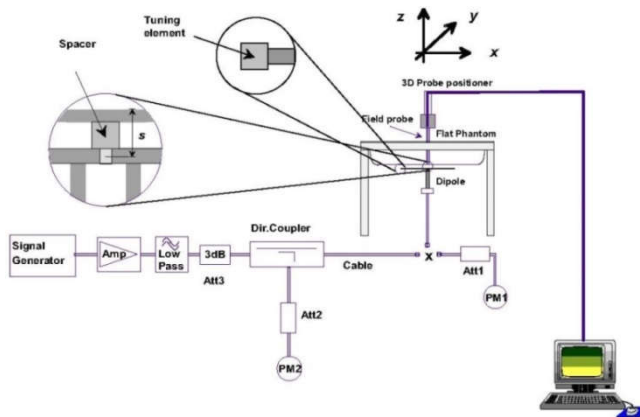 Tuning
element
Spacer
s
z
y
x
3D Probe positioner
Field probe
Flat Phantom
Dipole
Signal
Generator
Amp
Low
Pass
3dB
Att3
Dir.Coupler
Cable
x
Att1
PM1
Att2
PM2